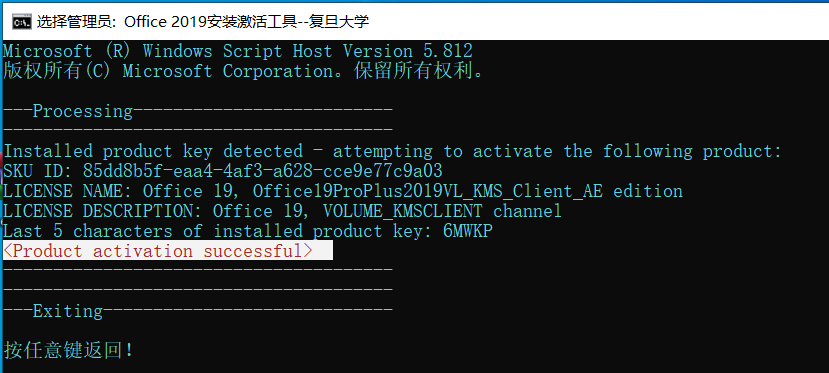 选择管理员: Office 2019安装激活工具--复旦大学
Microsoft (R) Windows Script Host Version 5.812
版权所有(C) Microsoft Corporation。保留所有权利。
---Processing--------------------------
---------------------------------------
Installed product key detected - attempting to activate the following product:
SKU ID: 85dd8b5f-eaa4-4af3-a628-cce9e77c9a03
LICENSE NAME: Office 19, Office19ProPlus2019VL_KMS_Client_AE edition
LICENSE DESCRIPTION: Office 19, VOLUME_KMSCLIENT channel
Last 5 characters of installed product key: 6MWKP
<Product activation successful>
---------------------------------------
---------------------------------------
---Exiting-----------------------------
按任意键返回!